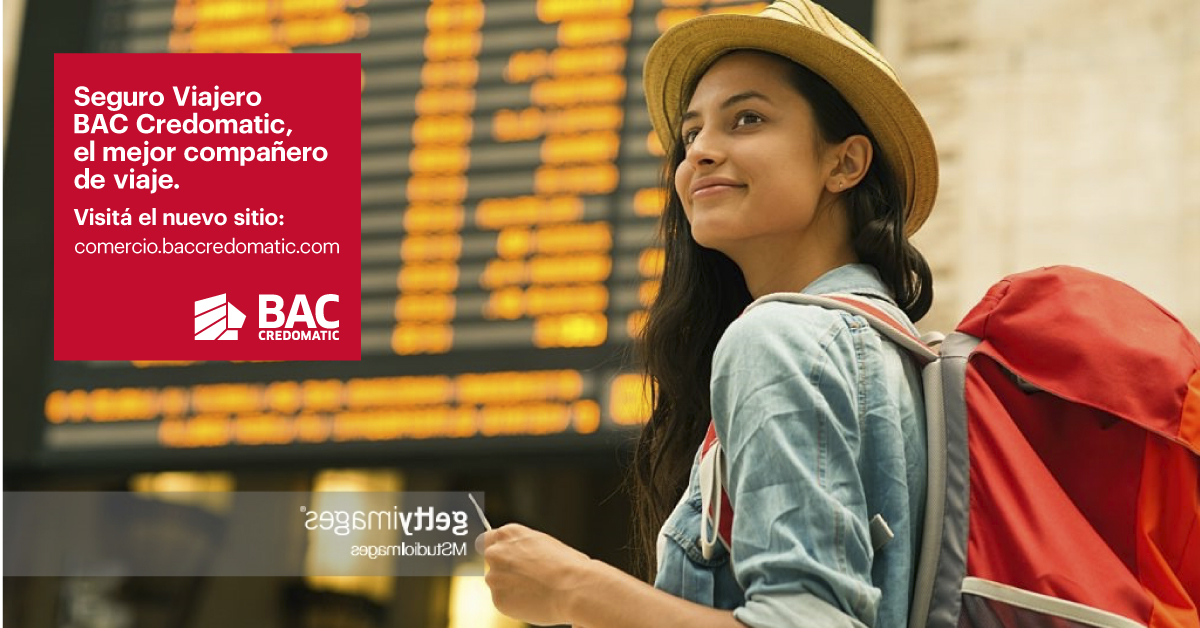 Seguro Viajero
BAC Credomatic,
el mejor compañero
de viaje.
Visitá el nuevo sitio:
comercio.baccredomatic.com
BAC
CREDOMATIC
gettyimages®
MStudioImages